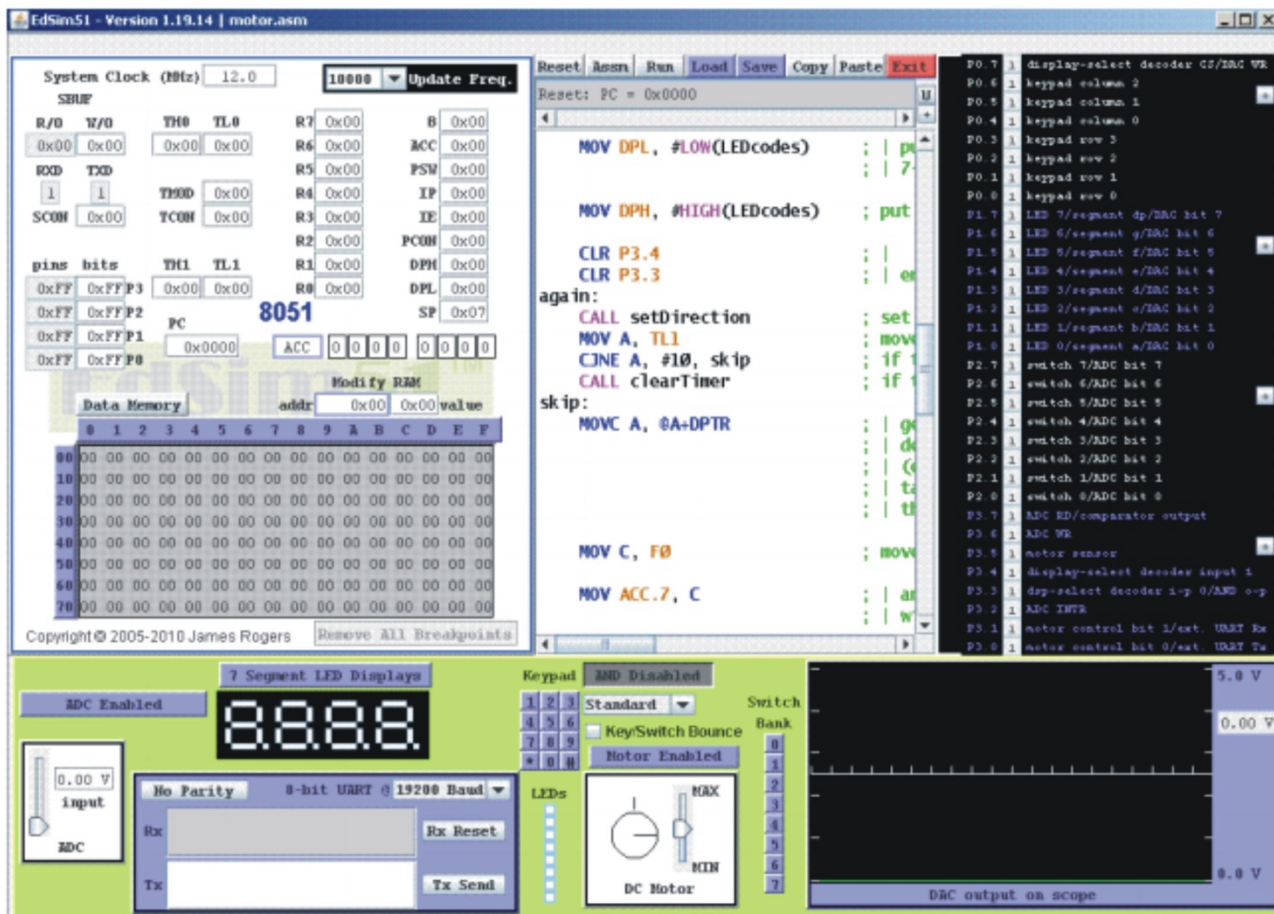 EdSim51 - Version 1.19.14 | motor.asm
System Clock (MHz) 12.0 10000 Update Freq.
SBUF
R/O W/O TH0 TL0 R7 0x00 B 0x00
0x00 0x00 0x00 0x00 R6 0x00 ACC 0x00
RXD TXD R5 0x00 PSW 0x00
1 1 TMOD 0x00 R4 0x00 IP 0x00
SCON 0x00 TCON 0x00 R3 0x00 IE 0x00
R2 0x00 PCON 0x00
pins bits TH1 TL1 R1 0x00 DPH 0x00
0xFF 0xFF P3 0x00 0x00 R0 0x00 DPL 0x00
0xFF 0xFF P2 8051 SP 0x07
PC
0xFF 0xFF P1 0x0000 ACC 0 0 0 0 0 0 0 0
0xFF 0xFF P0
EdSim51™
Modify RAM
Data Memory addr 0x00 0x00 value
0 1 2 3 4 5 6 7 8 9 A B C D E F
00 00 00 00 00 00 00 00 00 00 00 00 00 00 00 00 00
10 00 00 00 00 00 00 00 00 00 00 00 00 00 00 00 00
20 00 00 00 00 00 00 00 00 00 00 00 00 00 00 00 00
30 00 00 00 00 00 00 00 00 00 00 00 00 00 00 00 00
40 00 00 00 00 00 00 00 00 00 00 00 00 00 00 00 00
50 00 00 00 00 00 00 00 00 00 00 00 00 00 00 00 00
60 00 00 00 00 00 00 00 00 00 00 00 00 00 00 00 00
70 00 00 00 00 00 00 00 00 00 00 00 00 00 00 00 00
Copyright © 2005-2010 James Rogers Remove All Breakpoints
Reset Assm Run Load Save Copy Paste Exit
Reset: PC = 0x0000 U
MOV DPL, #LOW(LEDcodes) ; | pu
; | 7-
MOV DPH, #HIGH(LEDcodes) ; put
CLR P3.4 ; |
CLR P3.3 ; | en
again:
CALL setDirection ; set
MOV A, TL1 ; move
CJNE A, #10, skip ; if t
CALL clearTimer ; if t
skip:
MOVC A, @A+DPTR ; | ge
; | de
; | (c
; | ta
; | th
MOV C, F0 ; move
MOV ACC.7, C ; | an
; | w
P0.7 1 display-select decoder CS/DAC WR
P0.6 1 keypad column 2
P0.5 1 keypad column 1
P0.4 1 keypad column 0
P0.3 1 keypad row 3
P0.2 1 keypad row 2
P0.1 1 keypad row 1
P0.0 1 keypad row 0
P1.7 1 LED 7/segment dp/DAC bit 7
P1.6 1 LED 6/segment g/DAC bit 6
P1.5 1 LED 5/segment f/DAC bit 5
P1.4 1 LED 4/segment e/DAC bit 4
P1.3 1 LED 3/segment d/DAC bit 3
P1.2 1 LED 2/segment c/DAC bit 2
P1.1 1 LED 1/segment b/DAC bit 1
P1.0 1 LED 0/segment a/DAC bit 0
P2.7 1 switch 7/ADC bit 7
P2.6 1 switch 6/ADC bit 6
P2.5 1 switch 5/ADC bit 5
P2.4 1 switch 4/ADC bit 4
P2.3 1 switch 3/ADC bit 3
P2.2 1 switch 2/ADC bit 2
P2.1 1 switch 1/ADC bit 1
P2.0 1 switch 0/ADC bit 0
P3.7 1 ADC RD/comparator output
P3.6 1 ADC WR
P3.5 1 motor sensor
P3.4 1 display-select decoder input 1
P3.3 1 dsp-select decoder i-p 0/AND o-p
P3.2 1 ADC INTR
P3.1 1 motor control bit 1/ext. UART Rx
P3.0 1 motor control bit 0/ext. UART Tx
ADC Enabled
0.00 V
input
ADC
7 Segment LED Displays
8.8.8.8.
No Parity 8-bit UART @ 19200 Baud
Rx Rx Reset
Tx Tx Send
Keypad AND Disabled
1 2 3 Standard
4 5 6 Key/Switch Bounce
7 8 9 Motor Enabled
* 0 #
LEDs
MAX
MIN
DC Motor
Switch
Bank
0
1
2
3
4
5
6
7
5.0 V
0.00 V
0.0 V
DAC output on scope